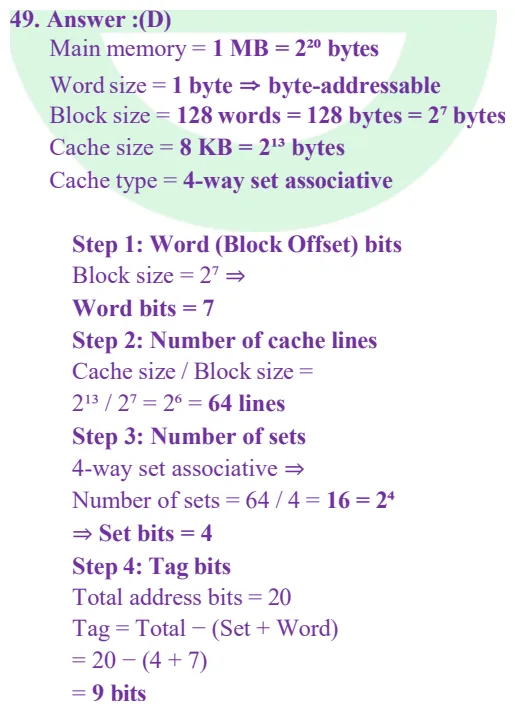 49. Answer :(D)
Main memory = 1 MB = 2²⁰ bytes
Word size = 1 byte ⇒ byte-addressable
Block size = 128 words = 128 bytes = 2⁷ bytes
Cache size = 8 KB = 2¹³ bytes
Cache type = 4-way set associative
Step 1: Word (Block Offset) bits
Block size = 2⁷ ⇒
Word bits = 7
Step 2: Number of cache lines
Cache size / Block size =
2¹³ / 2⁷ = 2⁶ = 64 lines
Step 3: Number of sets
4-way set associative ⇒
Number of sets = 64 / 4 = 16 = 2⁴
⇒ Set bits = 4
Step 4: Tag bits
Total address bits = 20
Tag = Total − (Set + Word)
= 20 − (4 + 7)
= 9 bits